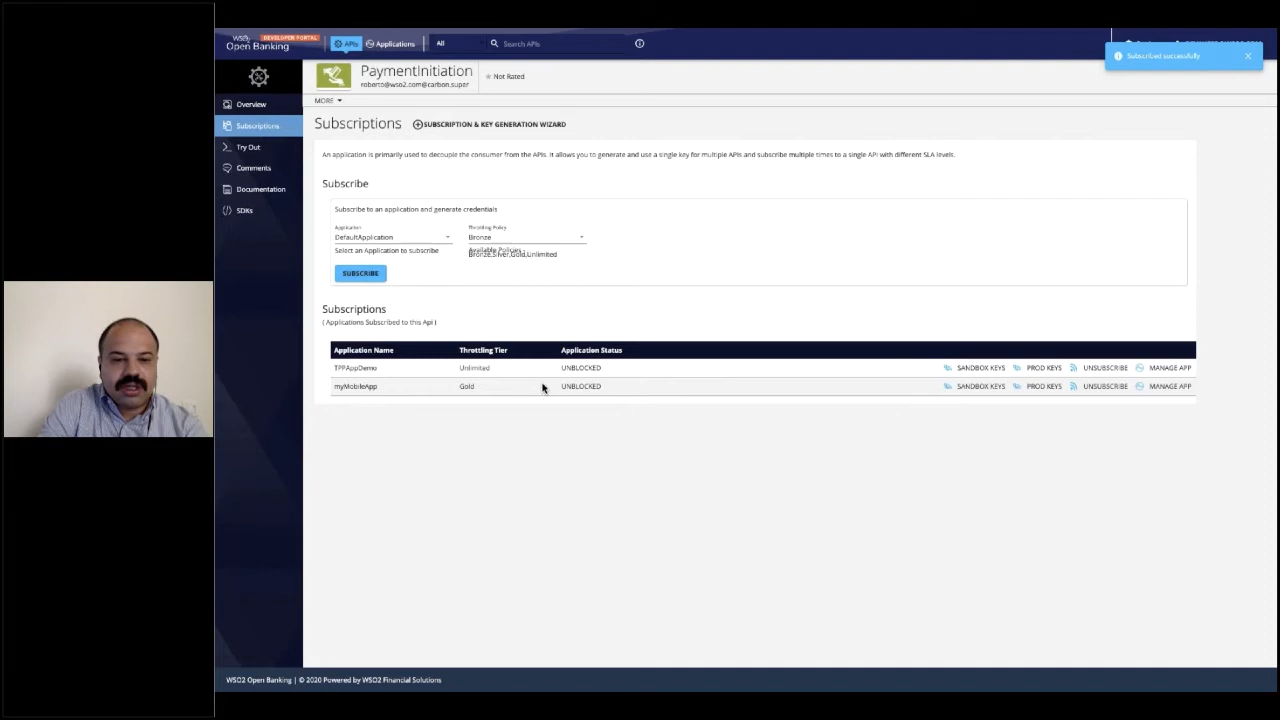 WSO2 Open Banking
DEVELOPER PORTAL
APIs
Applications
All
Search APIs
Subscribed successfully
Overview
Subscriptions
Try Out
Comments
Documentation
SDKs
PaymentInitiation
roberto@wso2.com@carbon.super
Not Rated
MORE
Subscriptions
SUBSCRIPTION & KEY GENERATION WIZARD
An application is primarily used to decouple the consumer from the APIs. It allows you to generate and use a single key for multiple APIs and subscribe multiple times to a single API with different SLA levels.
Subscribe
Subscribe to an application and generate credentials
Application Throttling Policy
DefaultApplication Bronze
Select an Application to subscribe Available Policies -
Bronze,Silver,Gold,Unlimited
SUBSCRIBE
Subscriptions
( Applications Subscribed to this Api )
Application Name Throttling Tier Application Status
TPPAppDemo Unlimited UNBLOCKED SANDBOX KEYS PROD KEYS UNSUBSCRIBE MANAGE APP
myMobileApp Gold UNBLOCKED SANDBOX KEYS PROD KEYS UNSUBSCRIBE MANAGE APP
WSO2 Open Banking | © 2020 Powered by WSO2 Financial Solutions